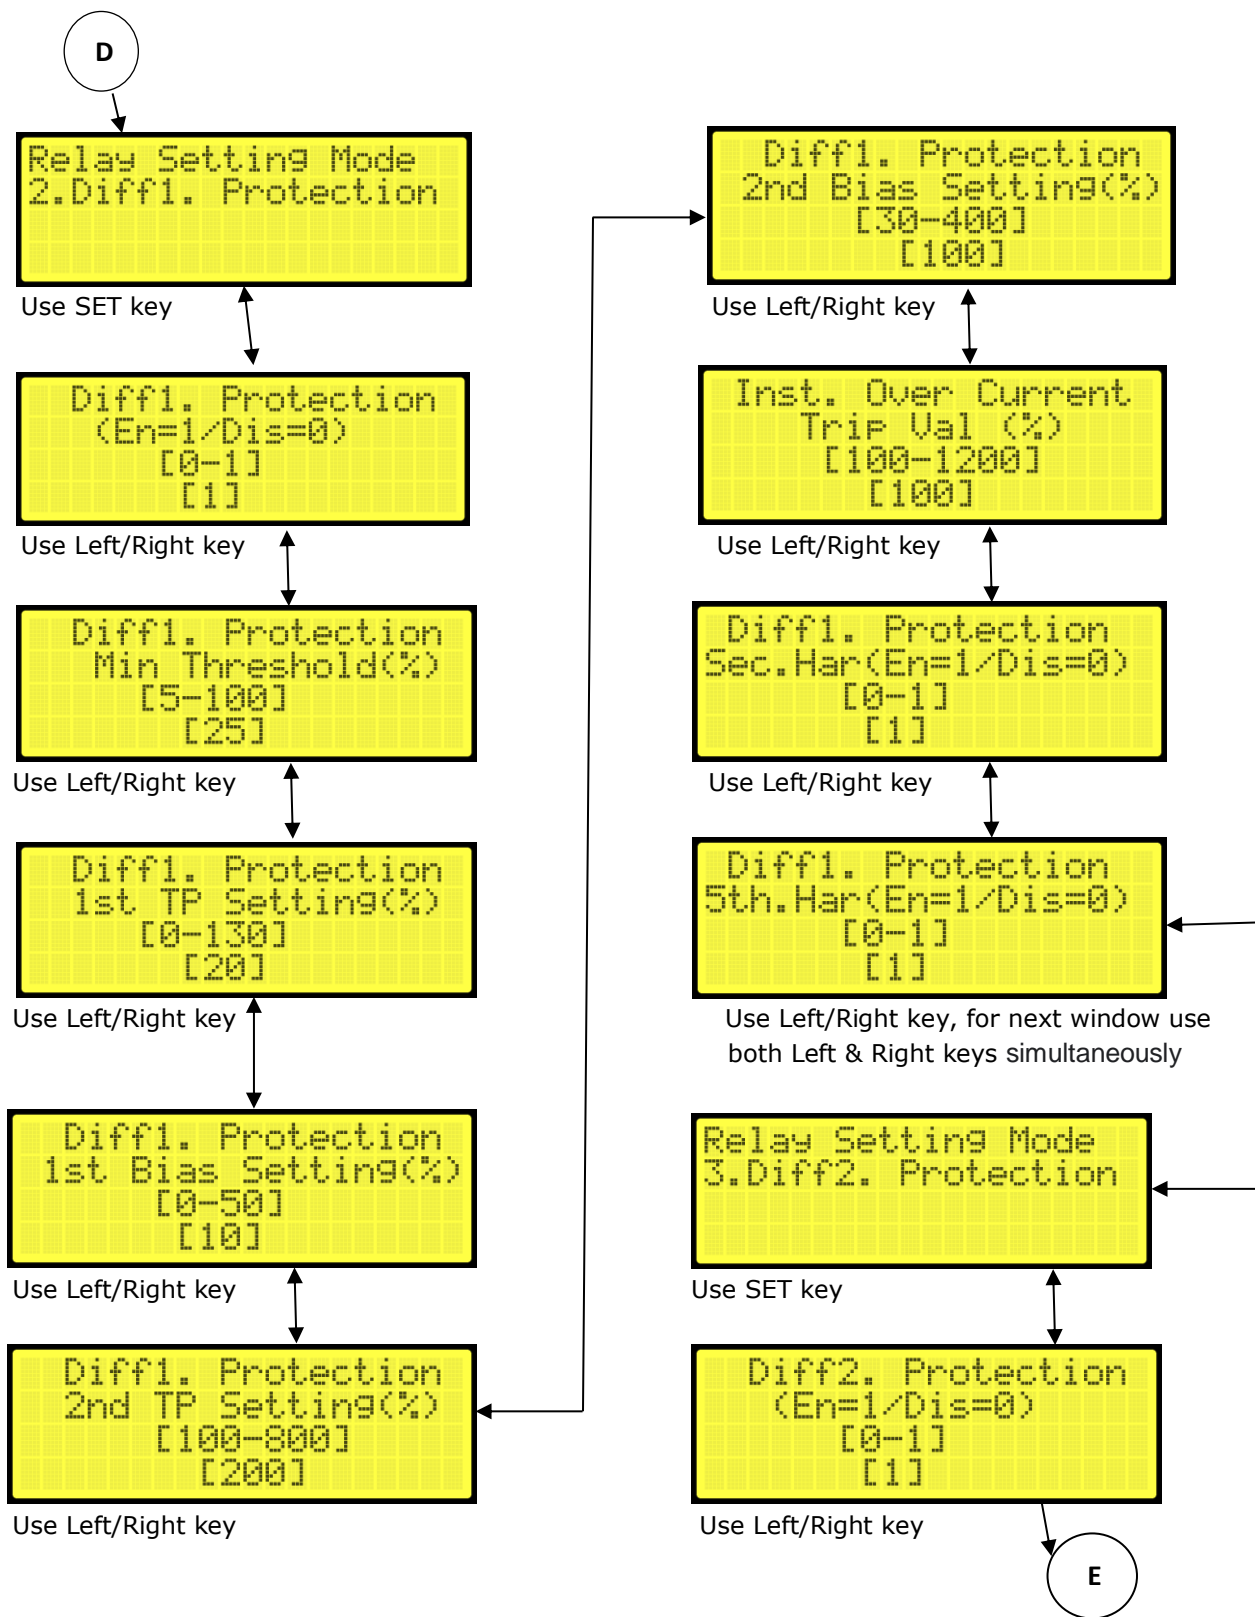 D
Relay Setting Mode
2.Diff1. Protection
Use SET key
Diff1. Protection
(En=1/Dis=0)
[0-1]
[1]
Use Left/Right key
Diff1. Protection
Min Threshold(%)
[5-100]
[25]
Use Left/Right key
Diff1. Protection
1st TP Setting(%)
[0-130]
[20]
Use Left/Right key
Diff1. Protection
1st Bias Setting(%)
[0-50]
[10]
Use Left/Right key
Diff1. Protection
2nd TP Setting(%)
[100-800]
[200]
Use Left/Right key
Diff1. Protection
2nd Bias Setting(%)
[30-400]
[100]
Use Left/Right key
Inst. Over Current
Trip Val (%)
[100-1200]
[100]
Use Left/Right key
Diff1. Protection
Sec.Har(En=1/Dis=0)
[0-1]
[1]
Use Left/Right key
Diff1. Protection
5th.Har(En=1/Dis=0)
[0-1]
[1]
Use Left/Right key, for next window use
both Left & Right keys simultaneously
Relay Setting Mode
3.Diff2. Protection
Use SET key
Diff2. Protection
(En=1/Dis=0)
[0-1]
[1]
Use Left/Right key
E